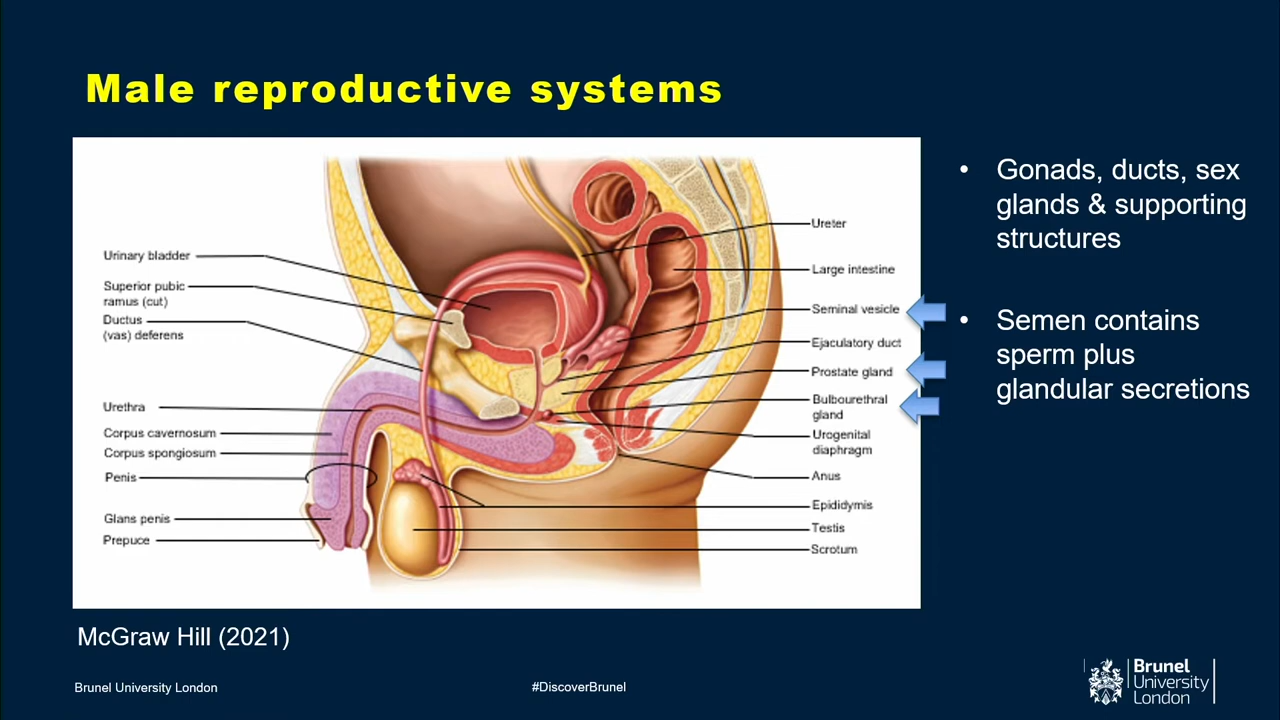 Male reproductive systems
Urinary bladder
Superior pubic
ramus (cut)
Ductus
(vas) deferens
Urethra
Corpus cavernosum
Corpus spongiosum
Penis
Glans penis
Prepuce
Ureter
Large intestine
Seminal vesicle
Ejaculatory duct
Prostate gland
Bulbourethral
gland
Urogenital
diaphragm
Anus
Epididymis
Testis
Scrotum
• Gonads, ducts, sex
glands & supporting
structures
• Semen contains
sperm plus
glandular secretions
McGraw Hill (2021)
Brunel University London
#DiscoverBrunel
Brunel
University
London